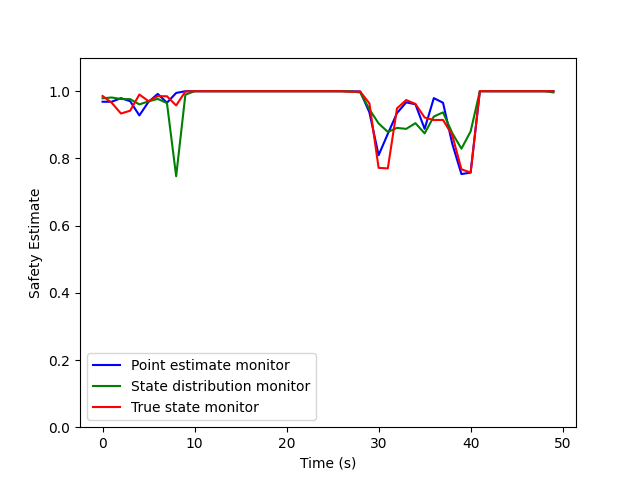 1.0
0.8
0.6
0.4
0.2
0.0
Safety Estimate
Point estimate monitor
State distribution monitor
True state monitor
0 10 20 30 40 50
Time (s)